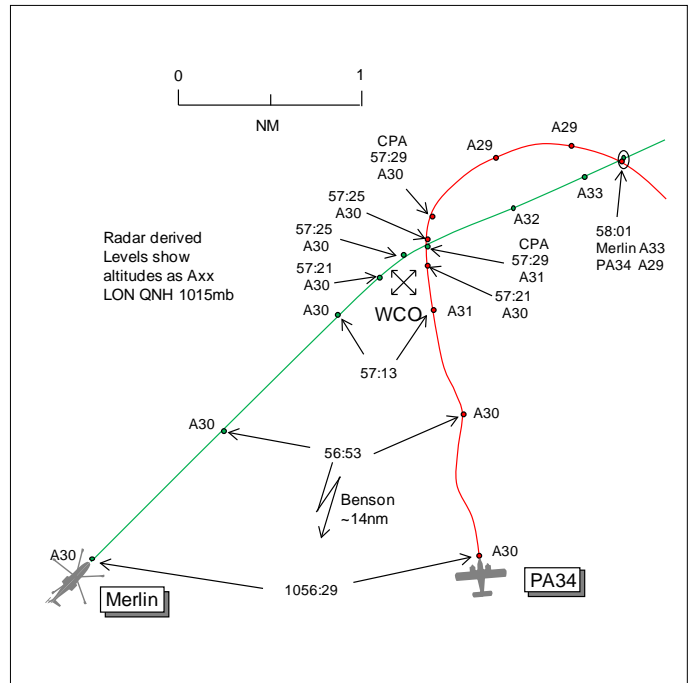 0
1
NM
CPA
57:29
A30
A29
A29
57:25
A30
A33
57:25
A30
A32
58:01
Merlin A33
PA34 A29
Radar derived
Levels show
altitudes as Axx
LON QNH 1015mb
CPA
57:29
A31
57:21
A30
57:21
A30
WCO
A30
A31
57:13
A30
A30
56:53
Benson
~14nm
A30
A30
1056:29
Merlin
PA34